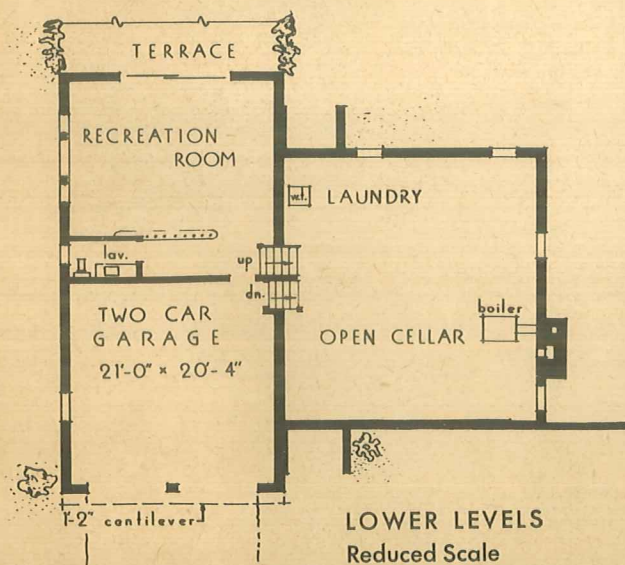 TERRACE
RECREATION
ROOM
w.t.
LAUNDRY
lav.
up
dn.
boiler
TWO CAR
GARAGE
21'-0" × 20'-4"
OPEN CELLAR
1'-2" cantilever
LOWER LEVELS
Reduced Scale